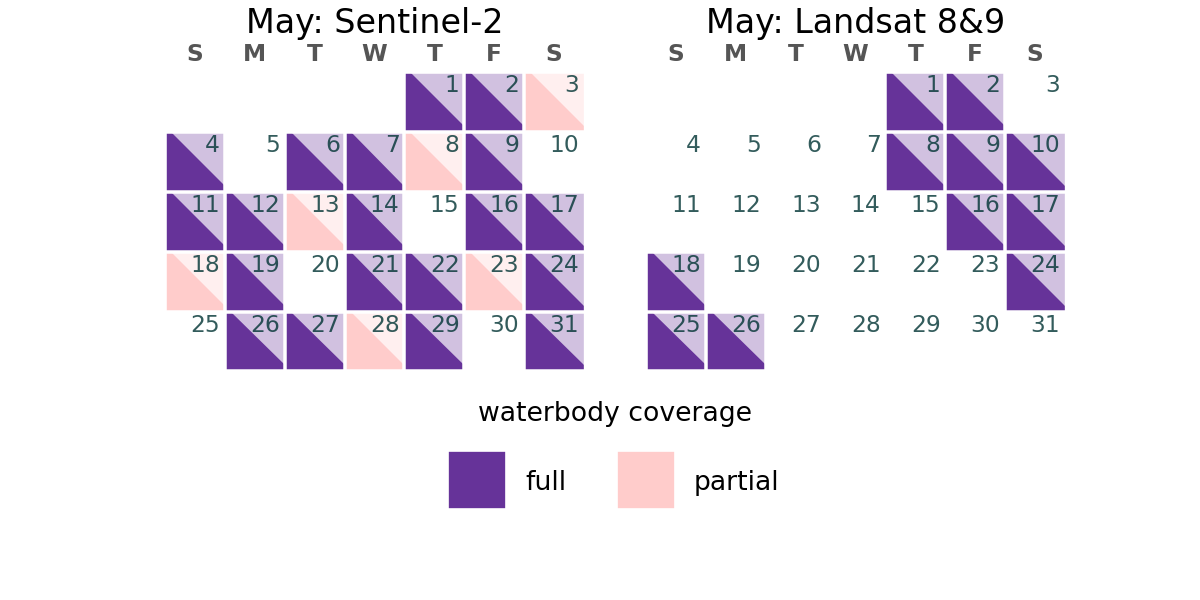 May: Sentinel-2
S M T W T F S
1 2 3
4 5 6 7 8 9 10
11 12 13 14 15 16 17
18 19 20 21 22 23 24
25 26 27 28 29 30 31
May: Landsat 8&9
S M T W T F S
1 2 3
4 5 6 7 8 9 10
11 12 13 14 15 16 17
18 19 20 21 22 23 24
25 26 27 28 29 30 31
waterbody coverage
full partial